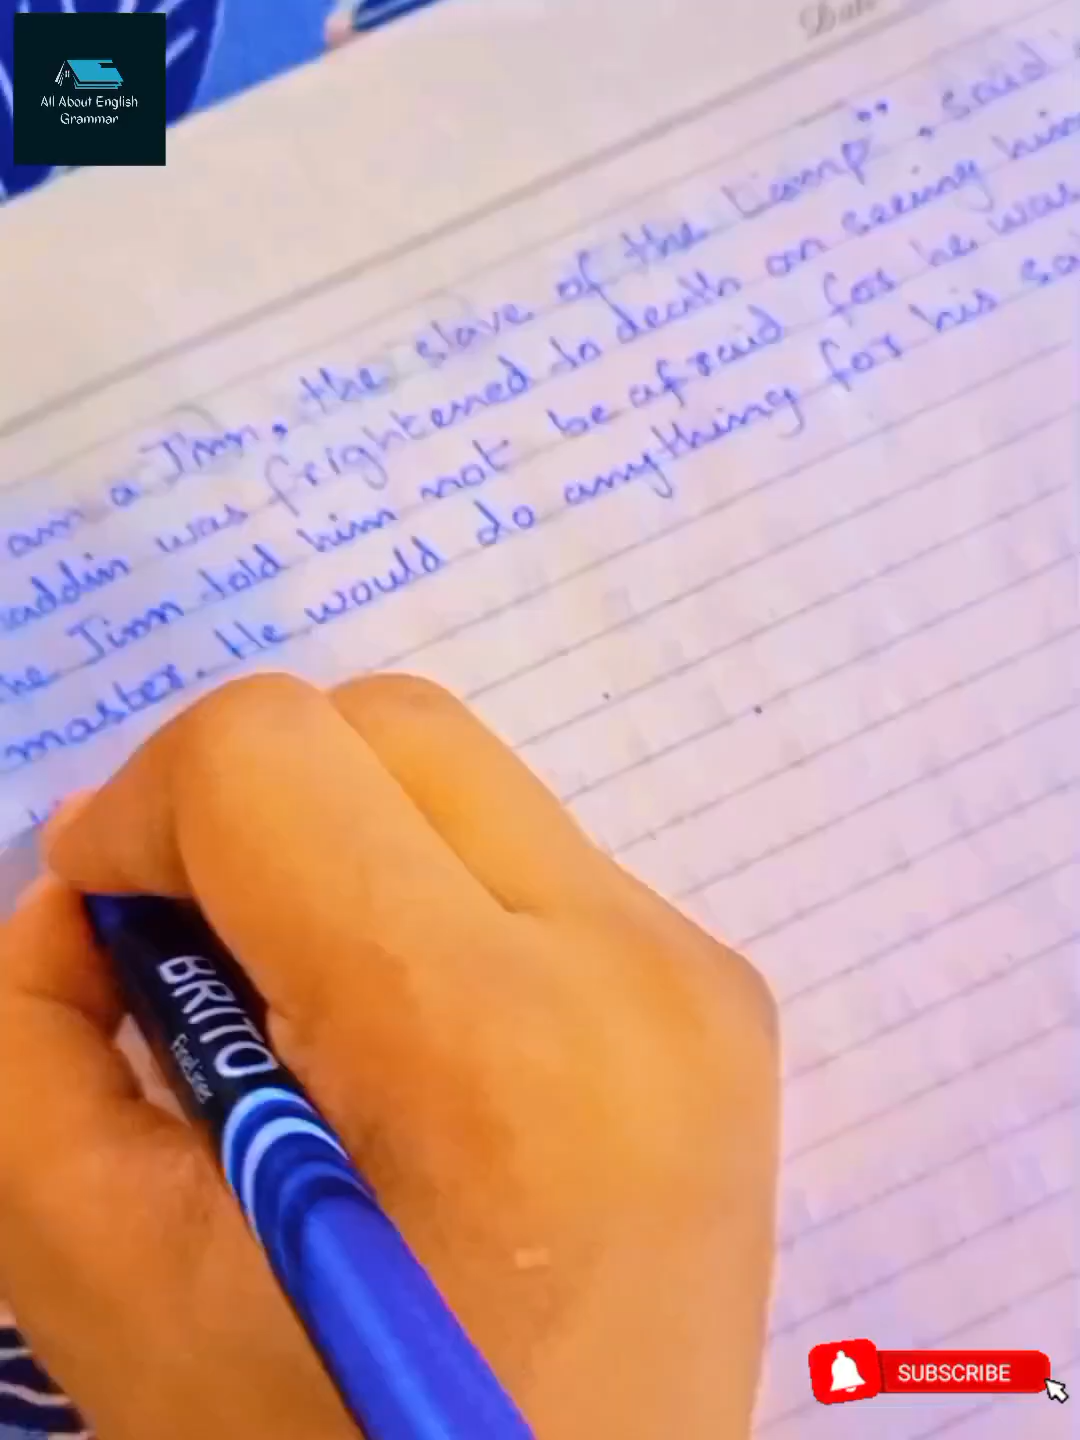 All About English
Grammar
Date
am a Jinn, the slave of the Lamp", said
addin was frightened to death on seeing him
he Jinn told him not be afraid for he was
master. He would do anything for his sa
BRITO
FineLiner
SUBSCRIBE